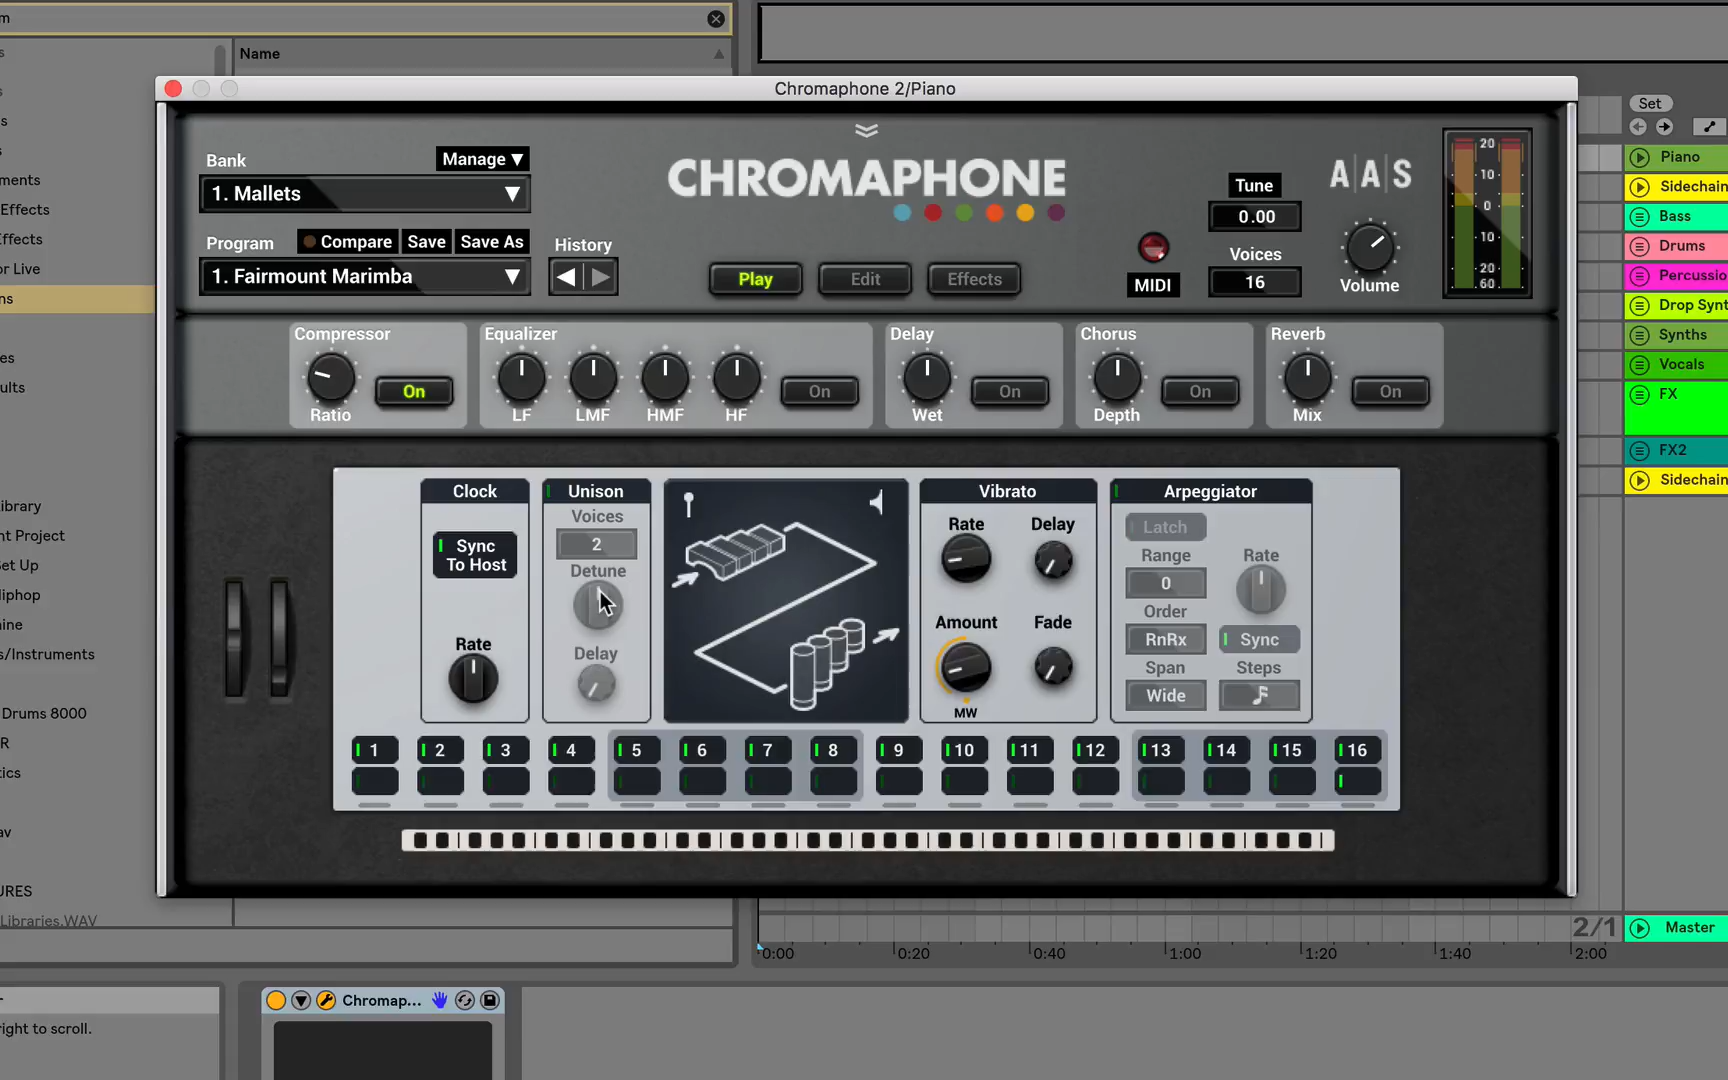 m
Name
ments
Effects
ffects
or Live
ns
es
ults
ibrary
nt Project
et Up
iphop
ine
s/Instruments
Drums 8000
R
tics
av
URES
Libraries.WAV
right to scroll.
Chromaphone 2/Piano
Bank
Manage
1. Mallets
Program
Compare
Save
Save As
1. Fairmount Marimba
History
CHROMAPHONE
Play
Edit
Effects
MIDI
Tune
0.00
Voices
16
A|A|S
Volume
20
10
0
10
20
60
Compressor
Ratio
On
Equalizer
LF
LMF
HMF
HF
On
Delay
Wet
On
Chorus
Depth
On
Reverb
Mix
On
Clock
Sync
To Host
Rate
Unison
Voices
2
Detune
Delay
Vibrato
Rate
Delay
Amount
Fade
MW
Arpeggiator
Latch
Range
0
Rate
Order
RnRx
Sync
Span
Wide
Steps
1
2
3
4
5
6
7
8
9
10
11
12
13
14
15
16
Set
Piano
Sidechain
Bass
Drums
Percussio
Drop Synt
Synths
Vocals
FX
FX2
Sidechain
2/1
Master
0:00
0:20
0:40
1:00
1:20
1:40
2:00
Chromap...